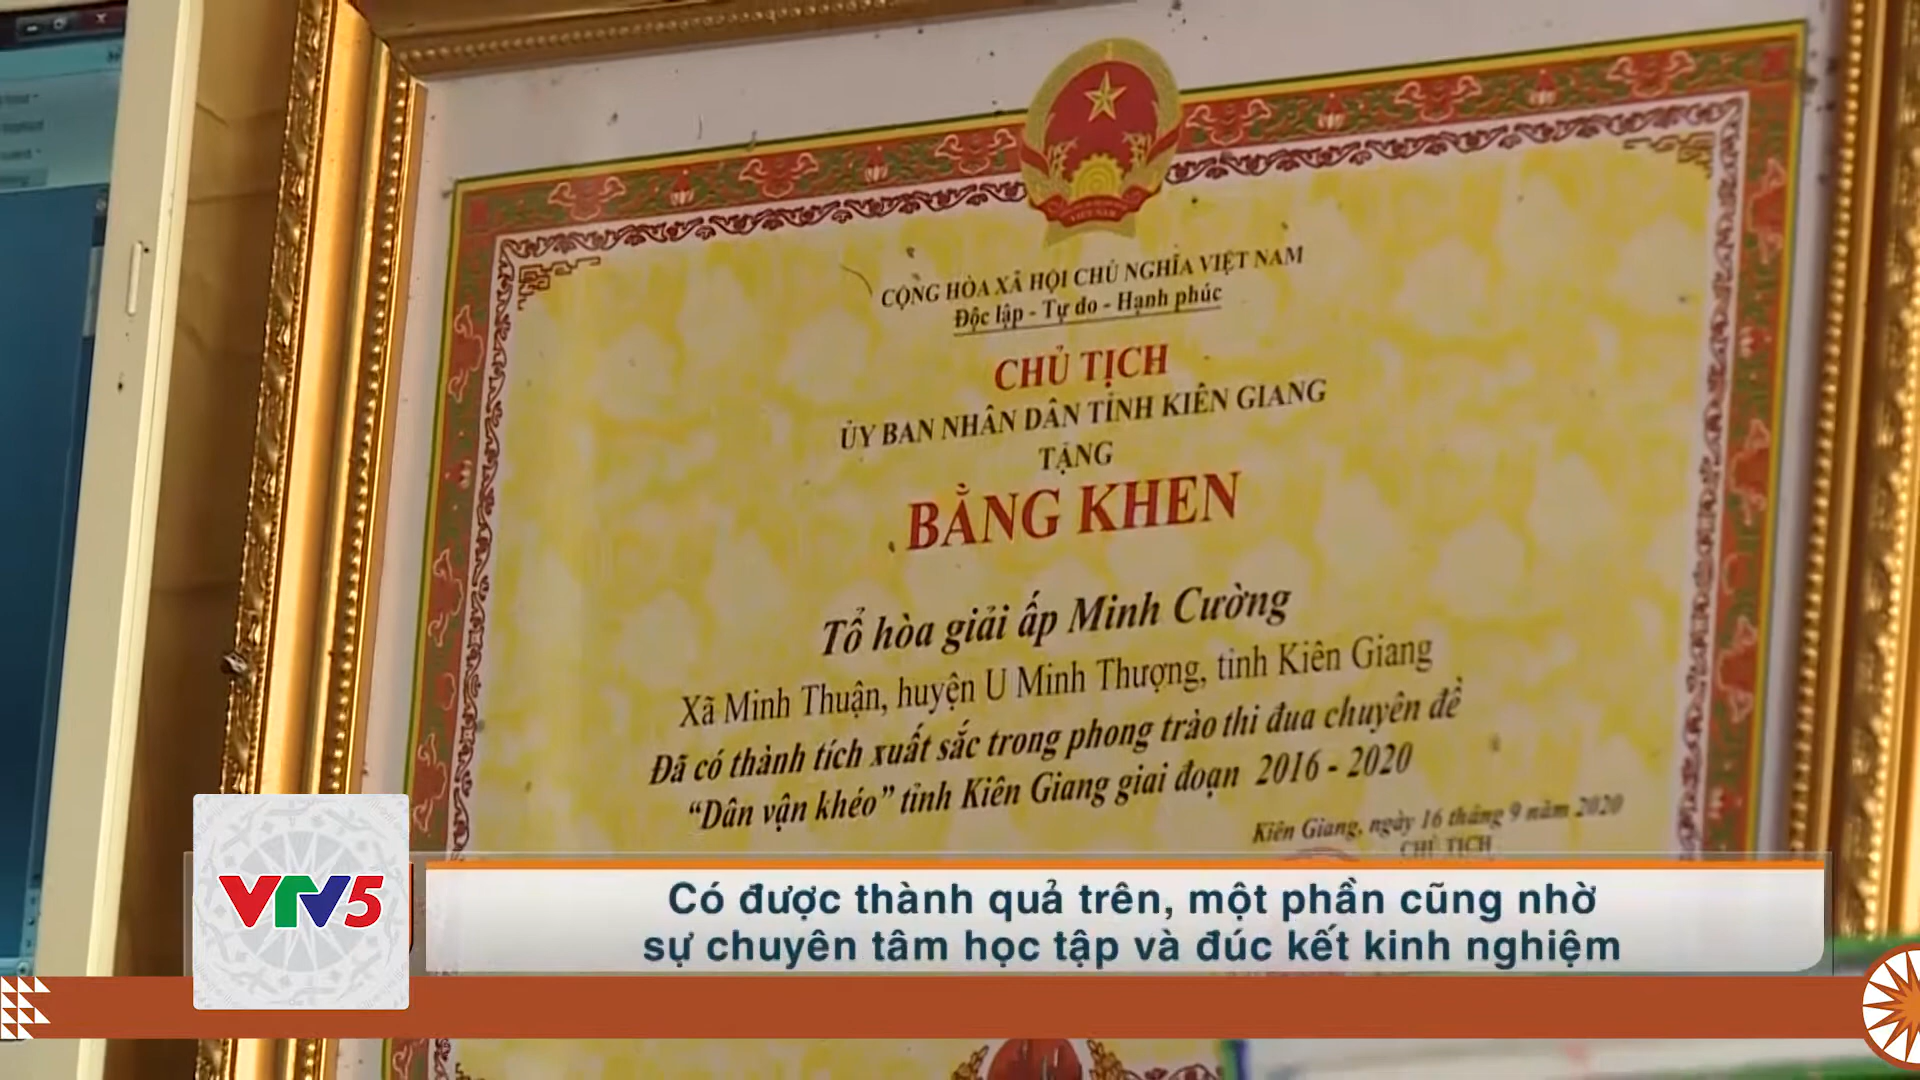 CỘNG HÒA XÃ HỘI CHỦ NGHĨA VIỆT NAM
Độc lập - Tự do - Hạnh phúc
CHỦ TỊCH
ỦY BAN NHÂN DÂN TỈNH KIÊN GIANG
TẶNG
BẰNG KHEN
Tổ hòa giải ấp Minh Cường
Xã Minh Thuận, huyện U Minh Thượng, tỉnh Kiên Giang
Đã có thành tích xuất sắc trong phong trào thi đua chuyên đề
“Dân vận khéo” tỉnh Kiên Giang giai đoạn 2016 - 2020
Kiên Giang, ngày 16 tháng 9 năm 2020
CHỦ TỊCH
VTV5
Có được thành quả trên, một phần cũng nhờ
sự chuyên tâm học tập và đúc kết kinh nghiệm